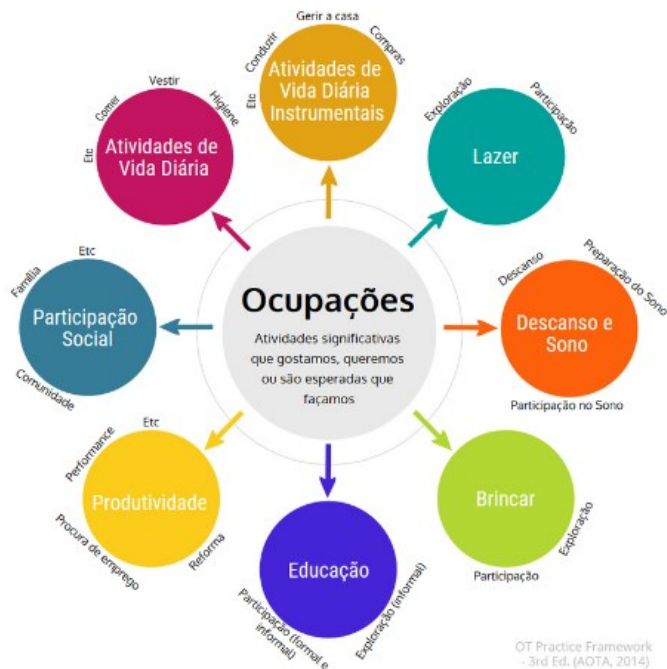 Gerir a casa
Conduzir
Compras
Etc
Atividades de
Vida Diária
Instrumentais
Exploração
Participação
Lazer
Descanso
Preparação do Sono
Descanso e
Sono
Participação no Sono
Brincar
Exploração
Participação
Educação
Participação (formal e
informal)
Exploração (informal)
Etc
Performance
Produtividade
Procura de emprego
Reforma
Etc
Família
Participação
Social
Comunidade
Vestir
Comer
Higiene
Etc
Atividades de
Vida Diária
Ocupações
Atividades significativas
que gostamos, queremos
ou são esperadas que
façamos
OT Practice Framework
- 3rd Ed. (AOTA, 2014)